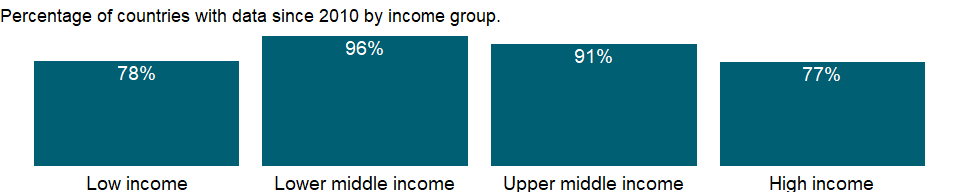 Percentage of countries with data since 2010 by income group.
78%
96%
91%
77%
Low income
Lower middle income
Upper middle income
High income